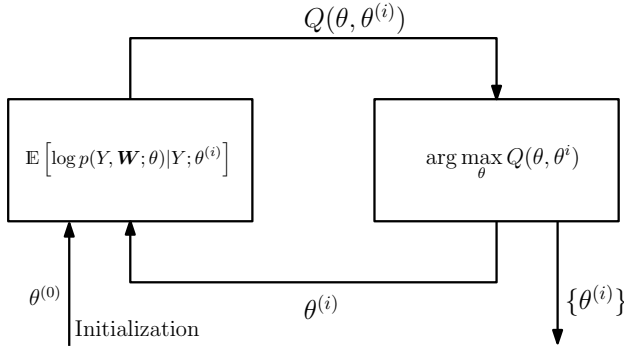 Q(θ, θ^{(i)})
𝔼 [log p(Y, 𝑾; θ)|Y; θ^{(i)}]
arg max_θ Q(θ, θ^i)
θ^{(0)}
Initialization
θ^{(i)}
{θ^{(i)}}